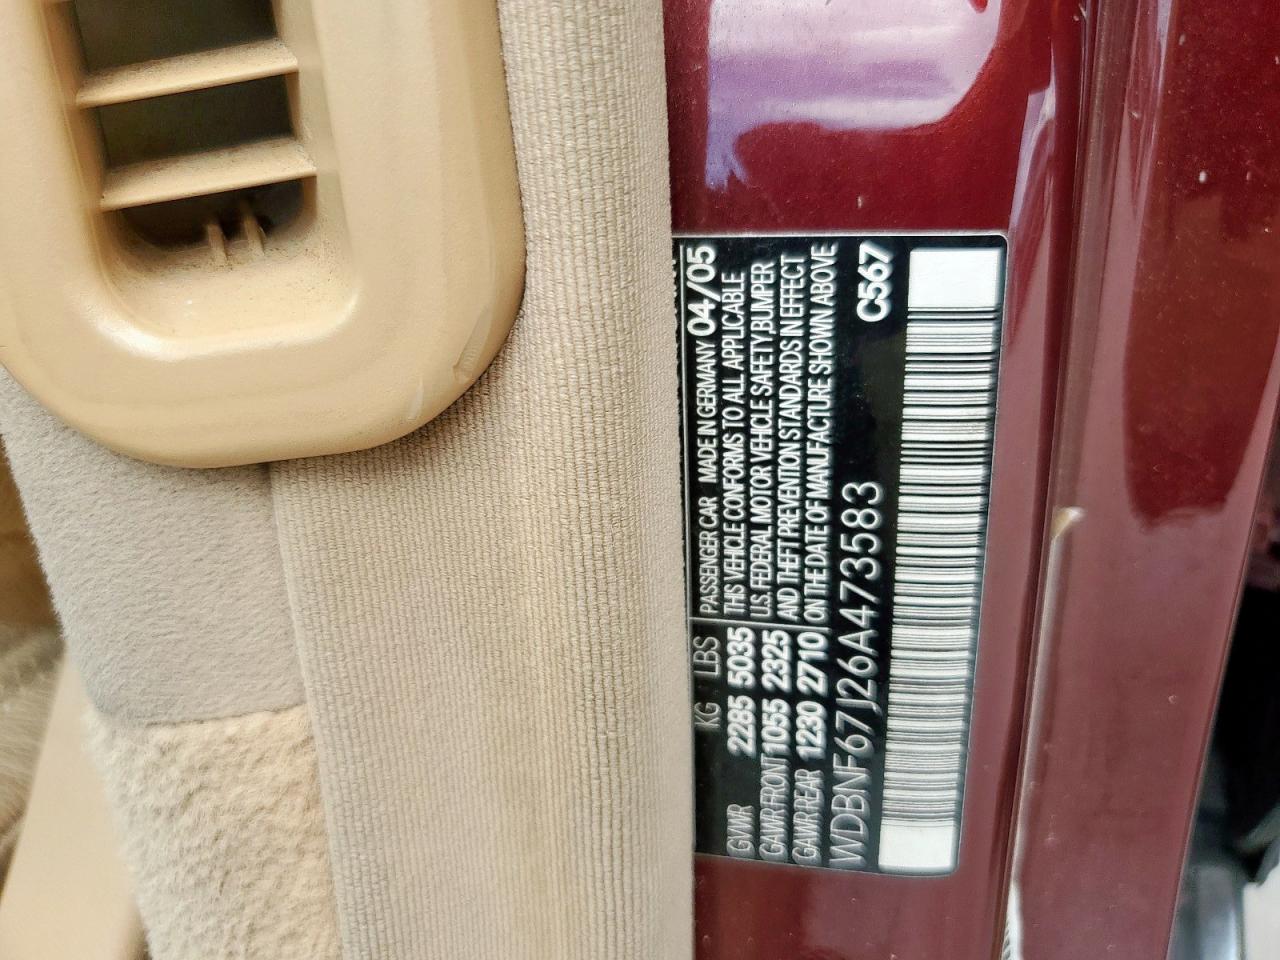 PASSENGER CAR MADE IN GERMANY 04/05
THIS VEHICLE CONFORMS TO ALL APPLICABLE
U.S. FEDERAL MOTOR VEHICLE SAFETY,BUMPER
AND THEFT PREVENTION STANDARDS IN EFFECT
ON THE DATE OF MANUFACTURE SHOWN ABOVE
KG LBS
GVWR 2285 5035
GAWR FRONT 1055 2325
GAWR REAR 1230 2710
WDBNF67J26A473583 C567